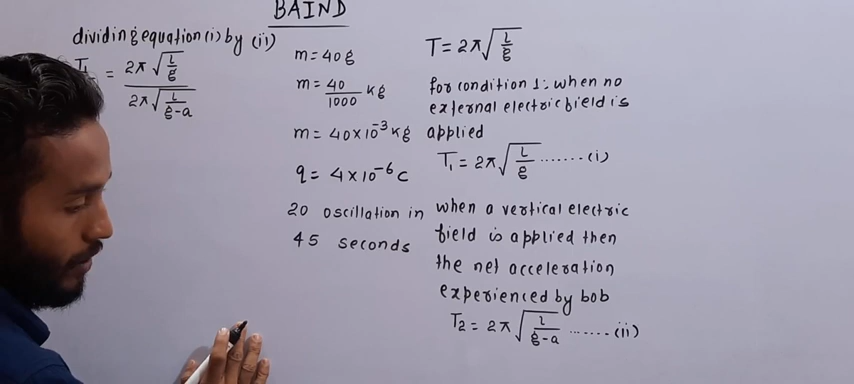 BAIND
dividing equation (i) by (ii)
T₁ = 2π√(l/g) / 2π√(l/(g-a))
m = 40 g
m = 40/1000 kg
m = 40 × 10⁻³ kg
q = 4 × 10⁻⁶ C
20 oscillation in
45 seconds
T = 2π√(l/g)
for condition 1: when no
external electric field is
applied
T₁ = 2π√(l/g) ....... (i)
when a vertical electric
field is applied then
the net acceleration
experienced by bob
T₂ = 2π√(l/(g-a)) ....... (ii)